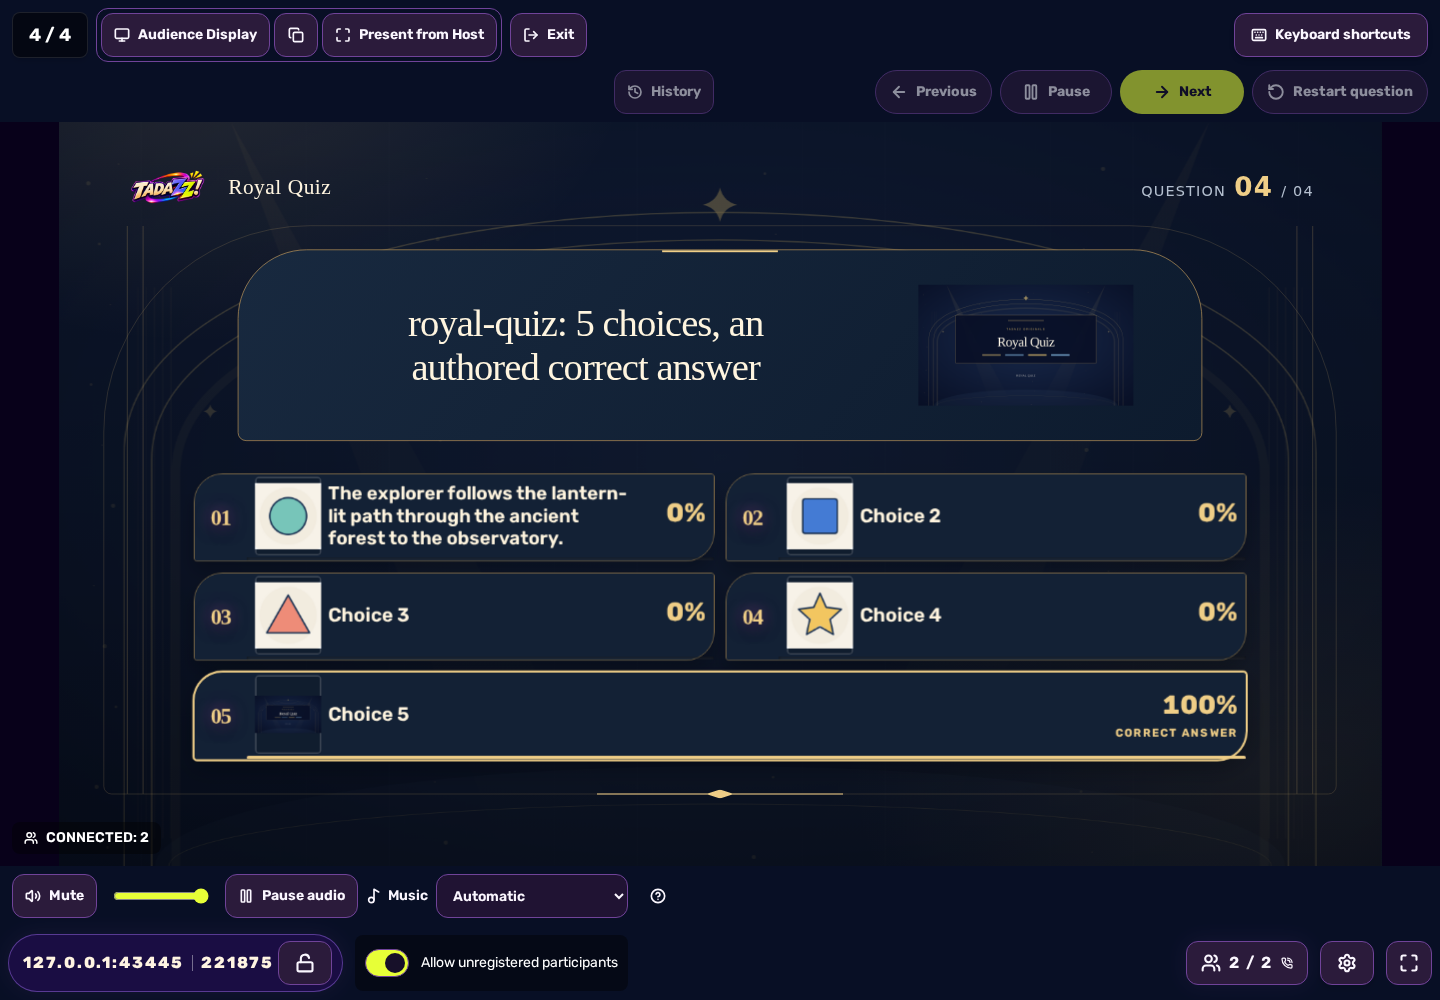 4 / 4
Audience Display
Present from Host
Exit
Keyboard shortcuts
History
Previous
Pause
Next
Restart question
TADAZZ!
Royal Quiz
QUESTION 04 / 04
royal-quiz: 5 choices, an
authored correct answer
Royal Quiz
01
The explorer follows the lantern-
lit path through the ancient
forest to the observatory.
0%
02
Choice 2
0%
03
Choice 3
0%
04
Choice 4
0%
05
Choice 5
100%
CORRECT ANSWER
CONNECTED: 2
Mute
Pause audio
Music
Automatic
127.0.0.1:43445
221875
Allow unregistered participants
2 / 2